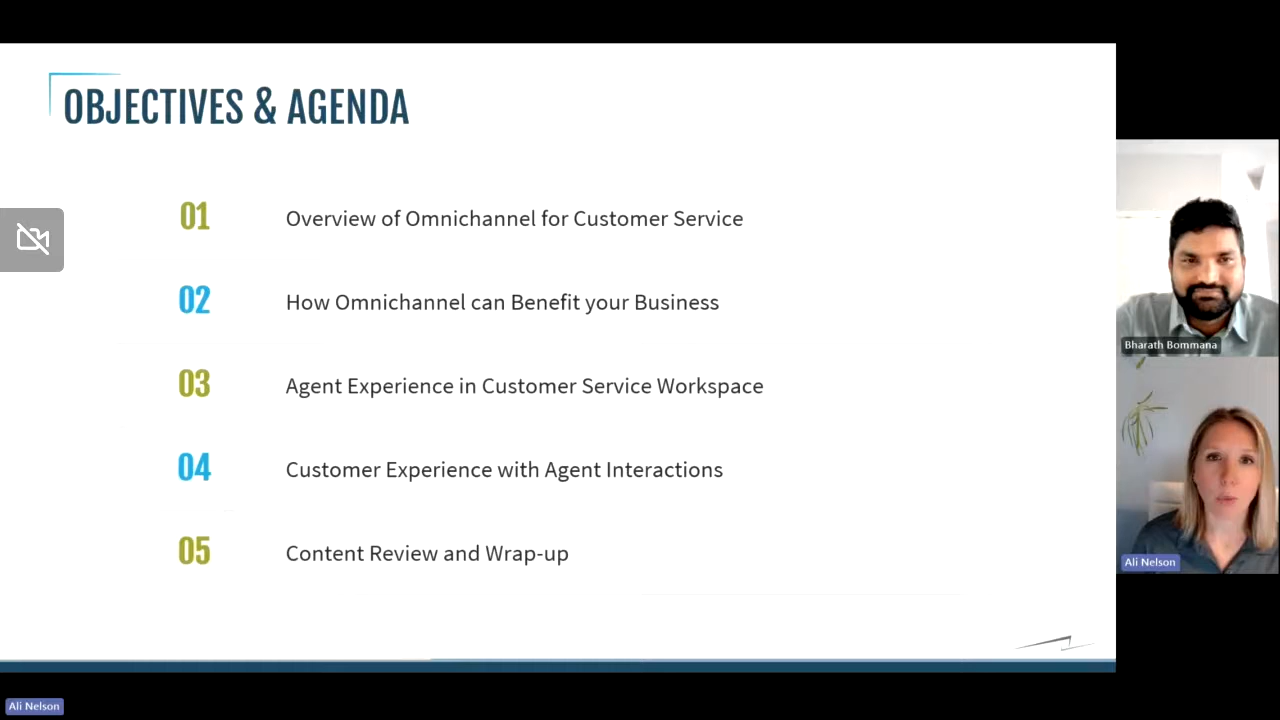 OBJECTIVES & AGENDA
01 Overview of Omnichannel for Customer Service
02 How Omnichannel can Benefit your Business
03 Agent Experience in Customer Service Workspace
04 Customer Experience with Agent Interactions
05 Content Review and Wrap-up
Bharath Bommana
Ali Nelson
Ali Nelson